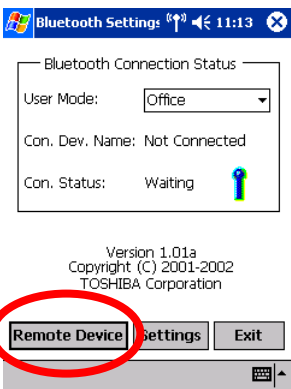 Bluetooth Settings 11:13
Bluetooth Connection Status
User Mode: Office
Con. Dev. Name: Not Connected
Con. Status: Waiting
Version 1.01a
Copyright (C) 2001-2002
TOSHIBA Corporation
Remote Device Settings Exit